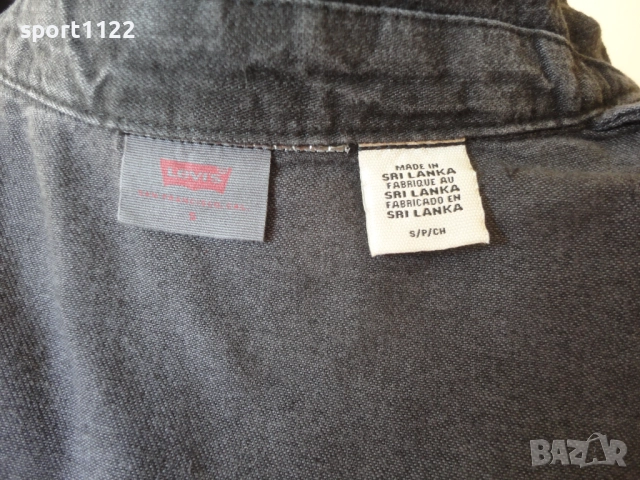 sport1122
Levi's
MADE IN
SRI LANKA
FABRIQUE AU
SRI LANKA
FABRICADO EN
SRI LANKA
S/P/CH
BAZAR